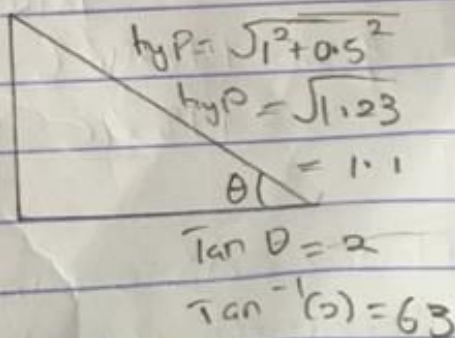 hyp = √1²+0.5²
hyp = √1.23
= 1.1
θ
Tan θ = 2
Tan⁻¹(2) = 63